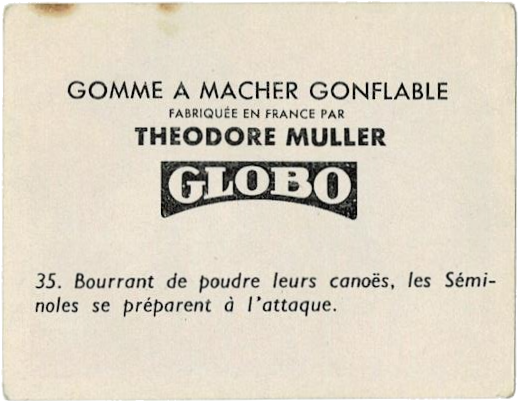 GOMME A MACHER GONFLABLE
FABRIQUÉE EN FRANCE PAR
THEODORE MULLER
GLOBO
35. Bourrant de poudre leurs canoës, les Sémi-
noles se préparent à l'attaque.